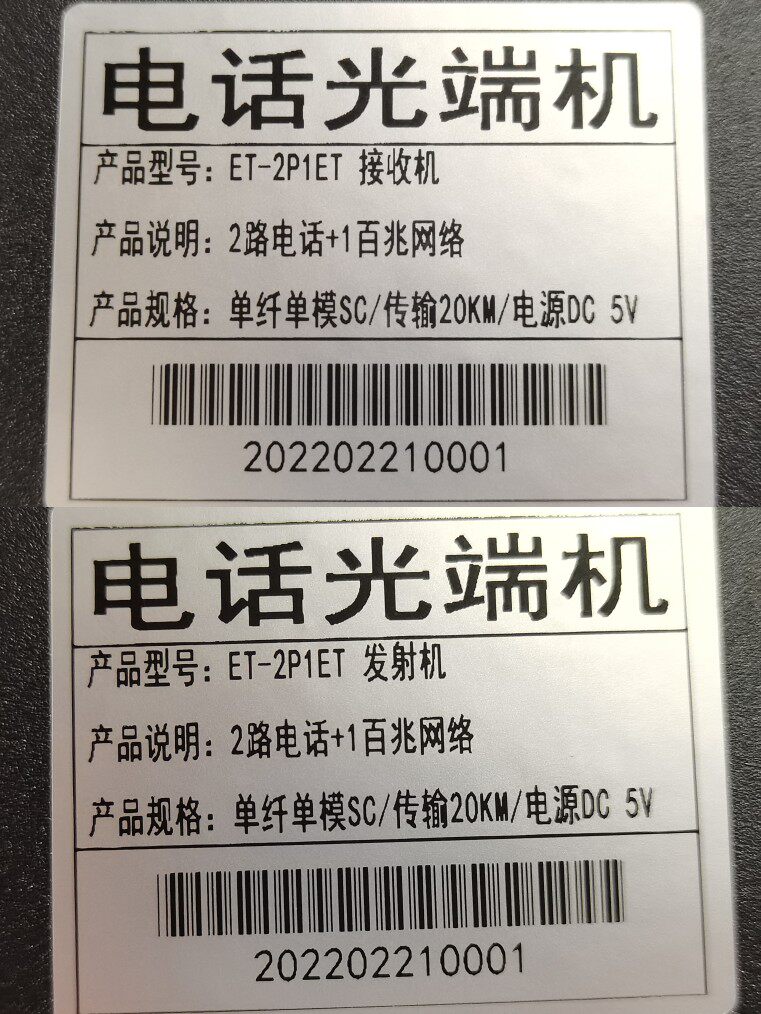 电话光端机
产品型号：ET-2P1ET 接收机
产品说明：2路电话+1百兆网络
产品规格：单纤单模SC/传输20KM/电源DC 5V
202202210001
电话光端机
产品型号：ET-2P1ET 发射机
产品说明：2路电话+1百兆网络
产品规格：单纤单模SC/传输20KM/电源DC 5V
202202210001